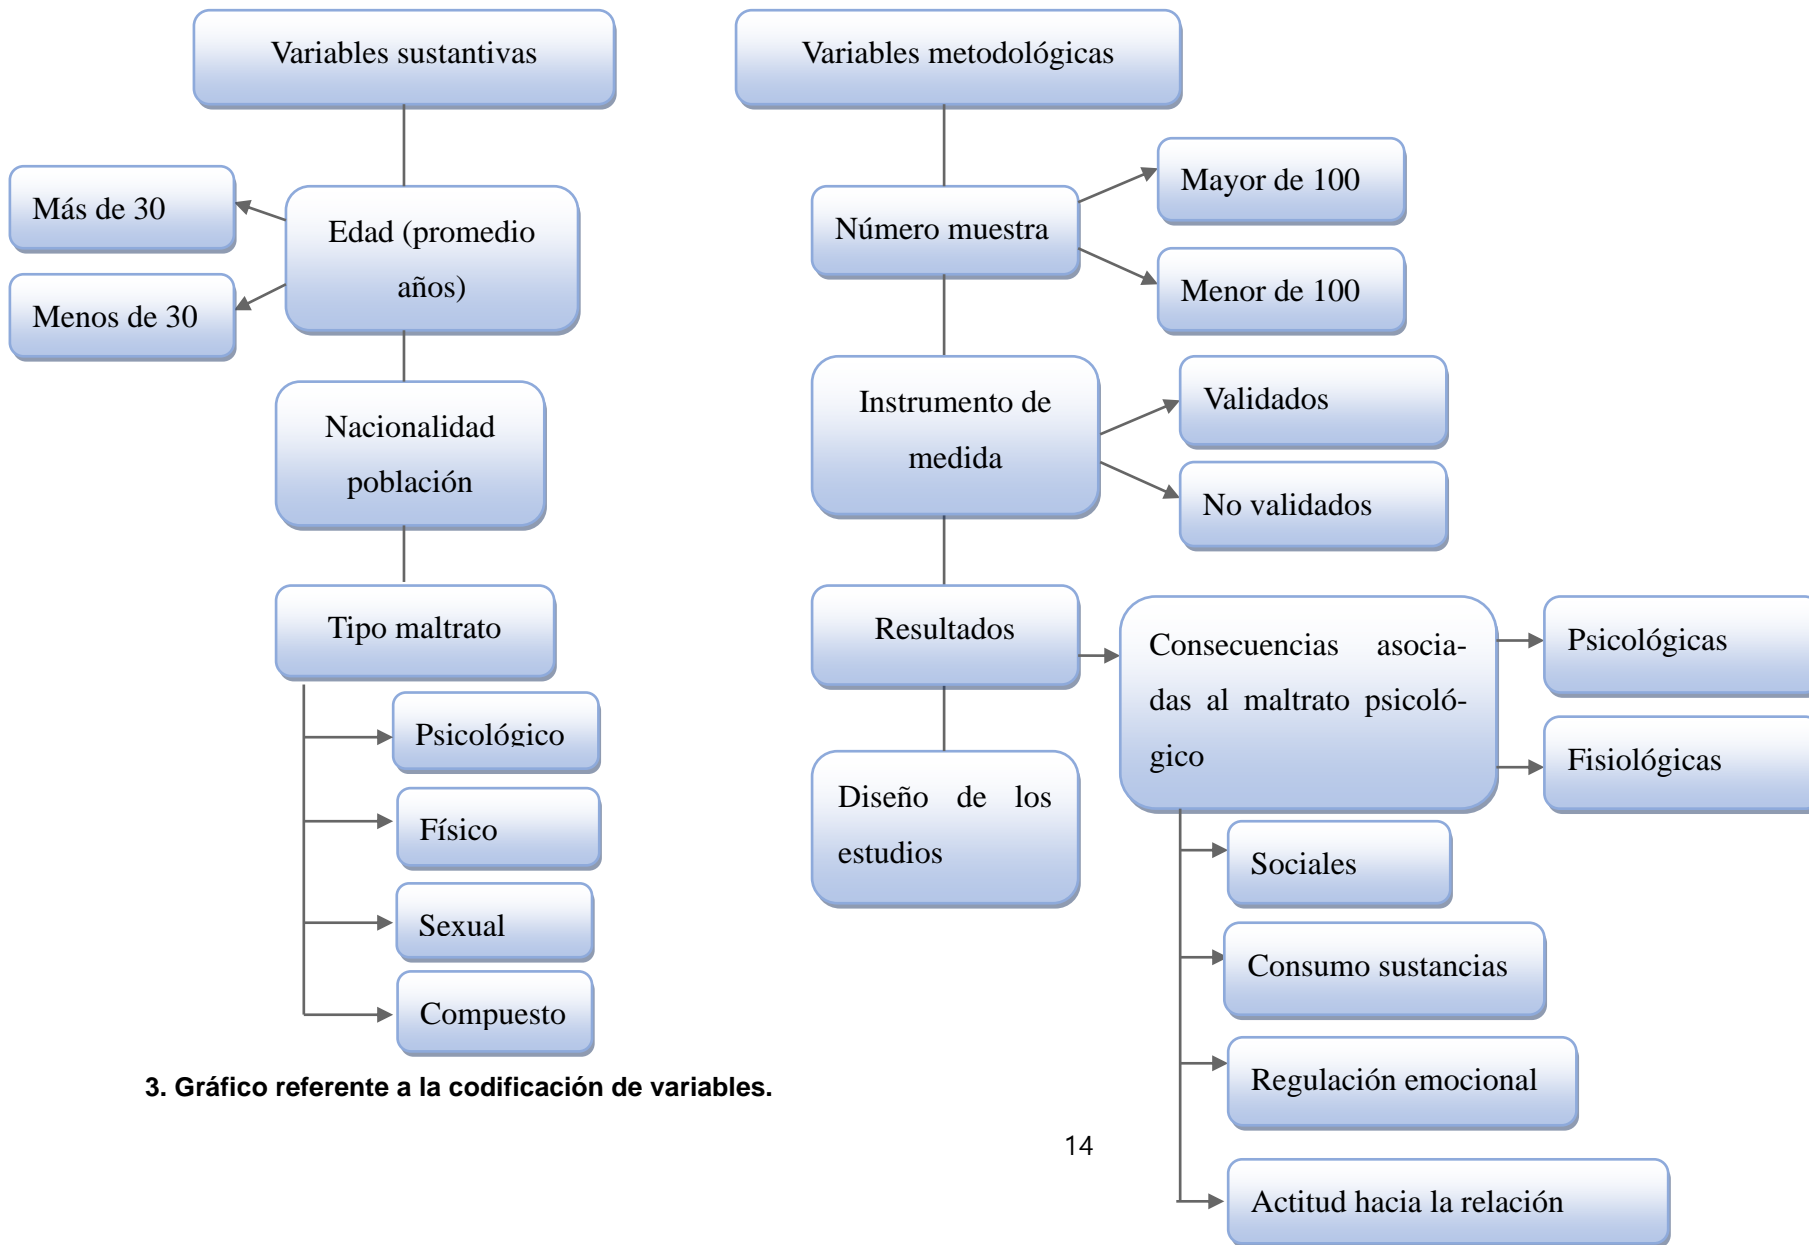 Variables sustantivas
Más de 30
Menos de 30
Edad (promedio
años)
Nacionalidad
población
Tipo maltrato
Psicológico
Físico
Sexual
Compuesto
Variables metodológicas
Número muestra
Mayor de 100
Menor de 100
Instrumento de
medida
Validados
No validados
Resultados
Consecuencias asocia-
das al maltrato psicoló-
gico
Psicológicas
Fisiológicas
Sociales
Consumo sustancias
Regulación emocional
Actitud hacia la relación
Diseño de los
estudios
3. Gráfico referente a la codificación de variables.
14